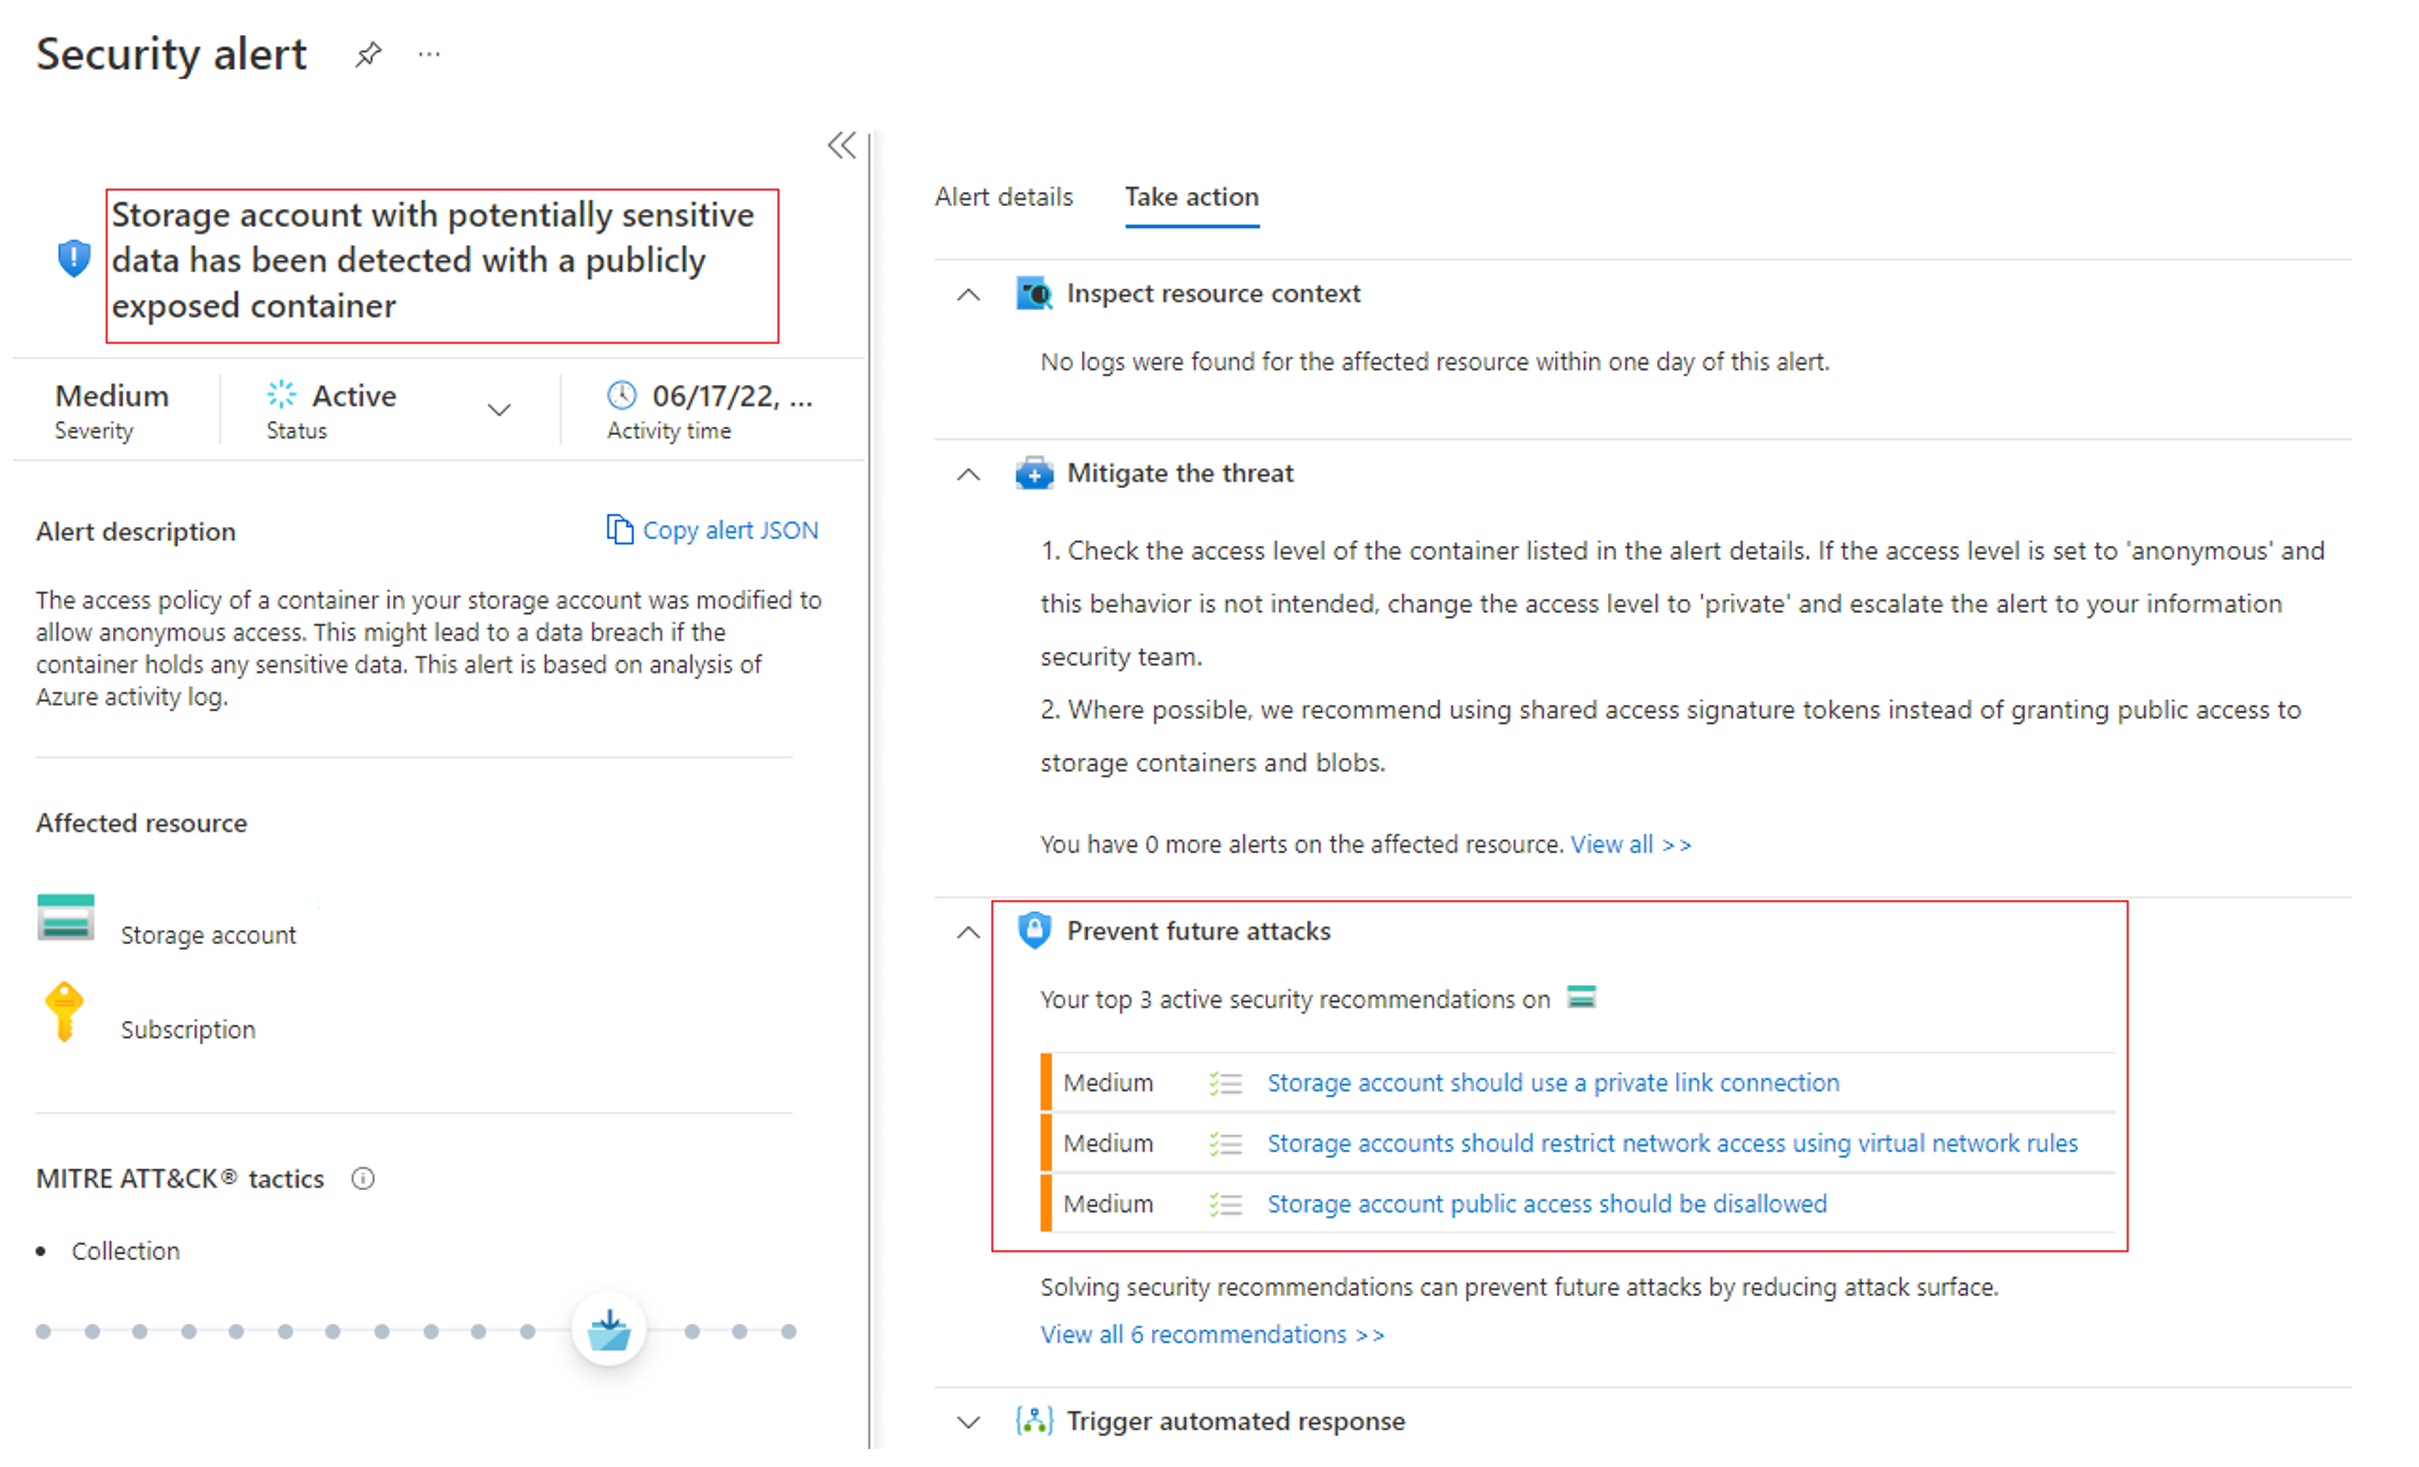 Security alert
...
Storage account with potentially sensitive
data has been detected with a publicly
exposed container
Medium
Severity
Active
Status
06/17/22, ...
Activity time
Alert description
Copy alert JSON
The access policy of a container in your storage account was modified to
allow anonymous access. This might lead to a data breach if the
container holds any sensitive data. This alert is based on analysis of
Azure activity log.
Affected resource
Storage account
Subscription
MITRE ATT&CK® tactics
• Collection
Alert details
Take action
Inspect resource context
No logs were found for the affected resource within one day of this alert.
Mitigate the threat
1. Check the access level of the container listed in the alert details. If the access level is set to 'anonymous' and
this behavior is not intended, change the access level to 'private' and escalate the alert to your information
security team.
2. Where possible, we recommend using shared access signature tokens instead of granting public access to
storage containers and blobs.
You have 0 more alerts on the affected resource. View all >>
Prevent future attacks
Your top 3 active security recommendations on
Medium Storage account should use a private link connection
Medium Storage accounts should restrict network access using virtual network rules
Medium Storage account public access should be disallowed
Solving security recommendations can prevent future attacks by reducing attack surface.
View all 6 recommendations >>
Trigger automated response